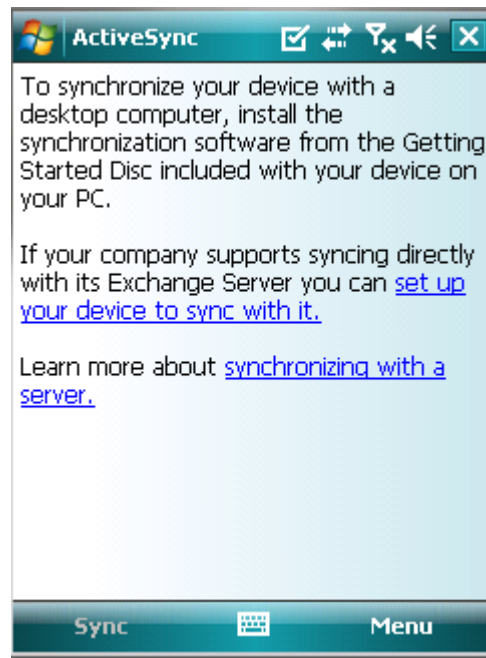 ActiveSync
To synchronize your device with a
desktop computer, install the
synchronization software from the Getting
Started Disc included with your device on
your PC.
If your company supports syncing directly
with its Exchange Server you can set up
your device to sync with it.
Learn more about synchronizing with a
server.
Sync Menu